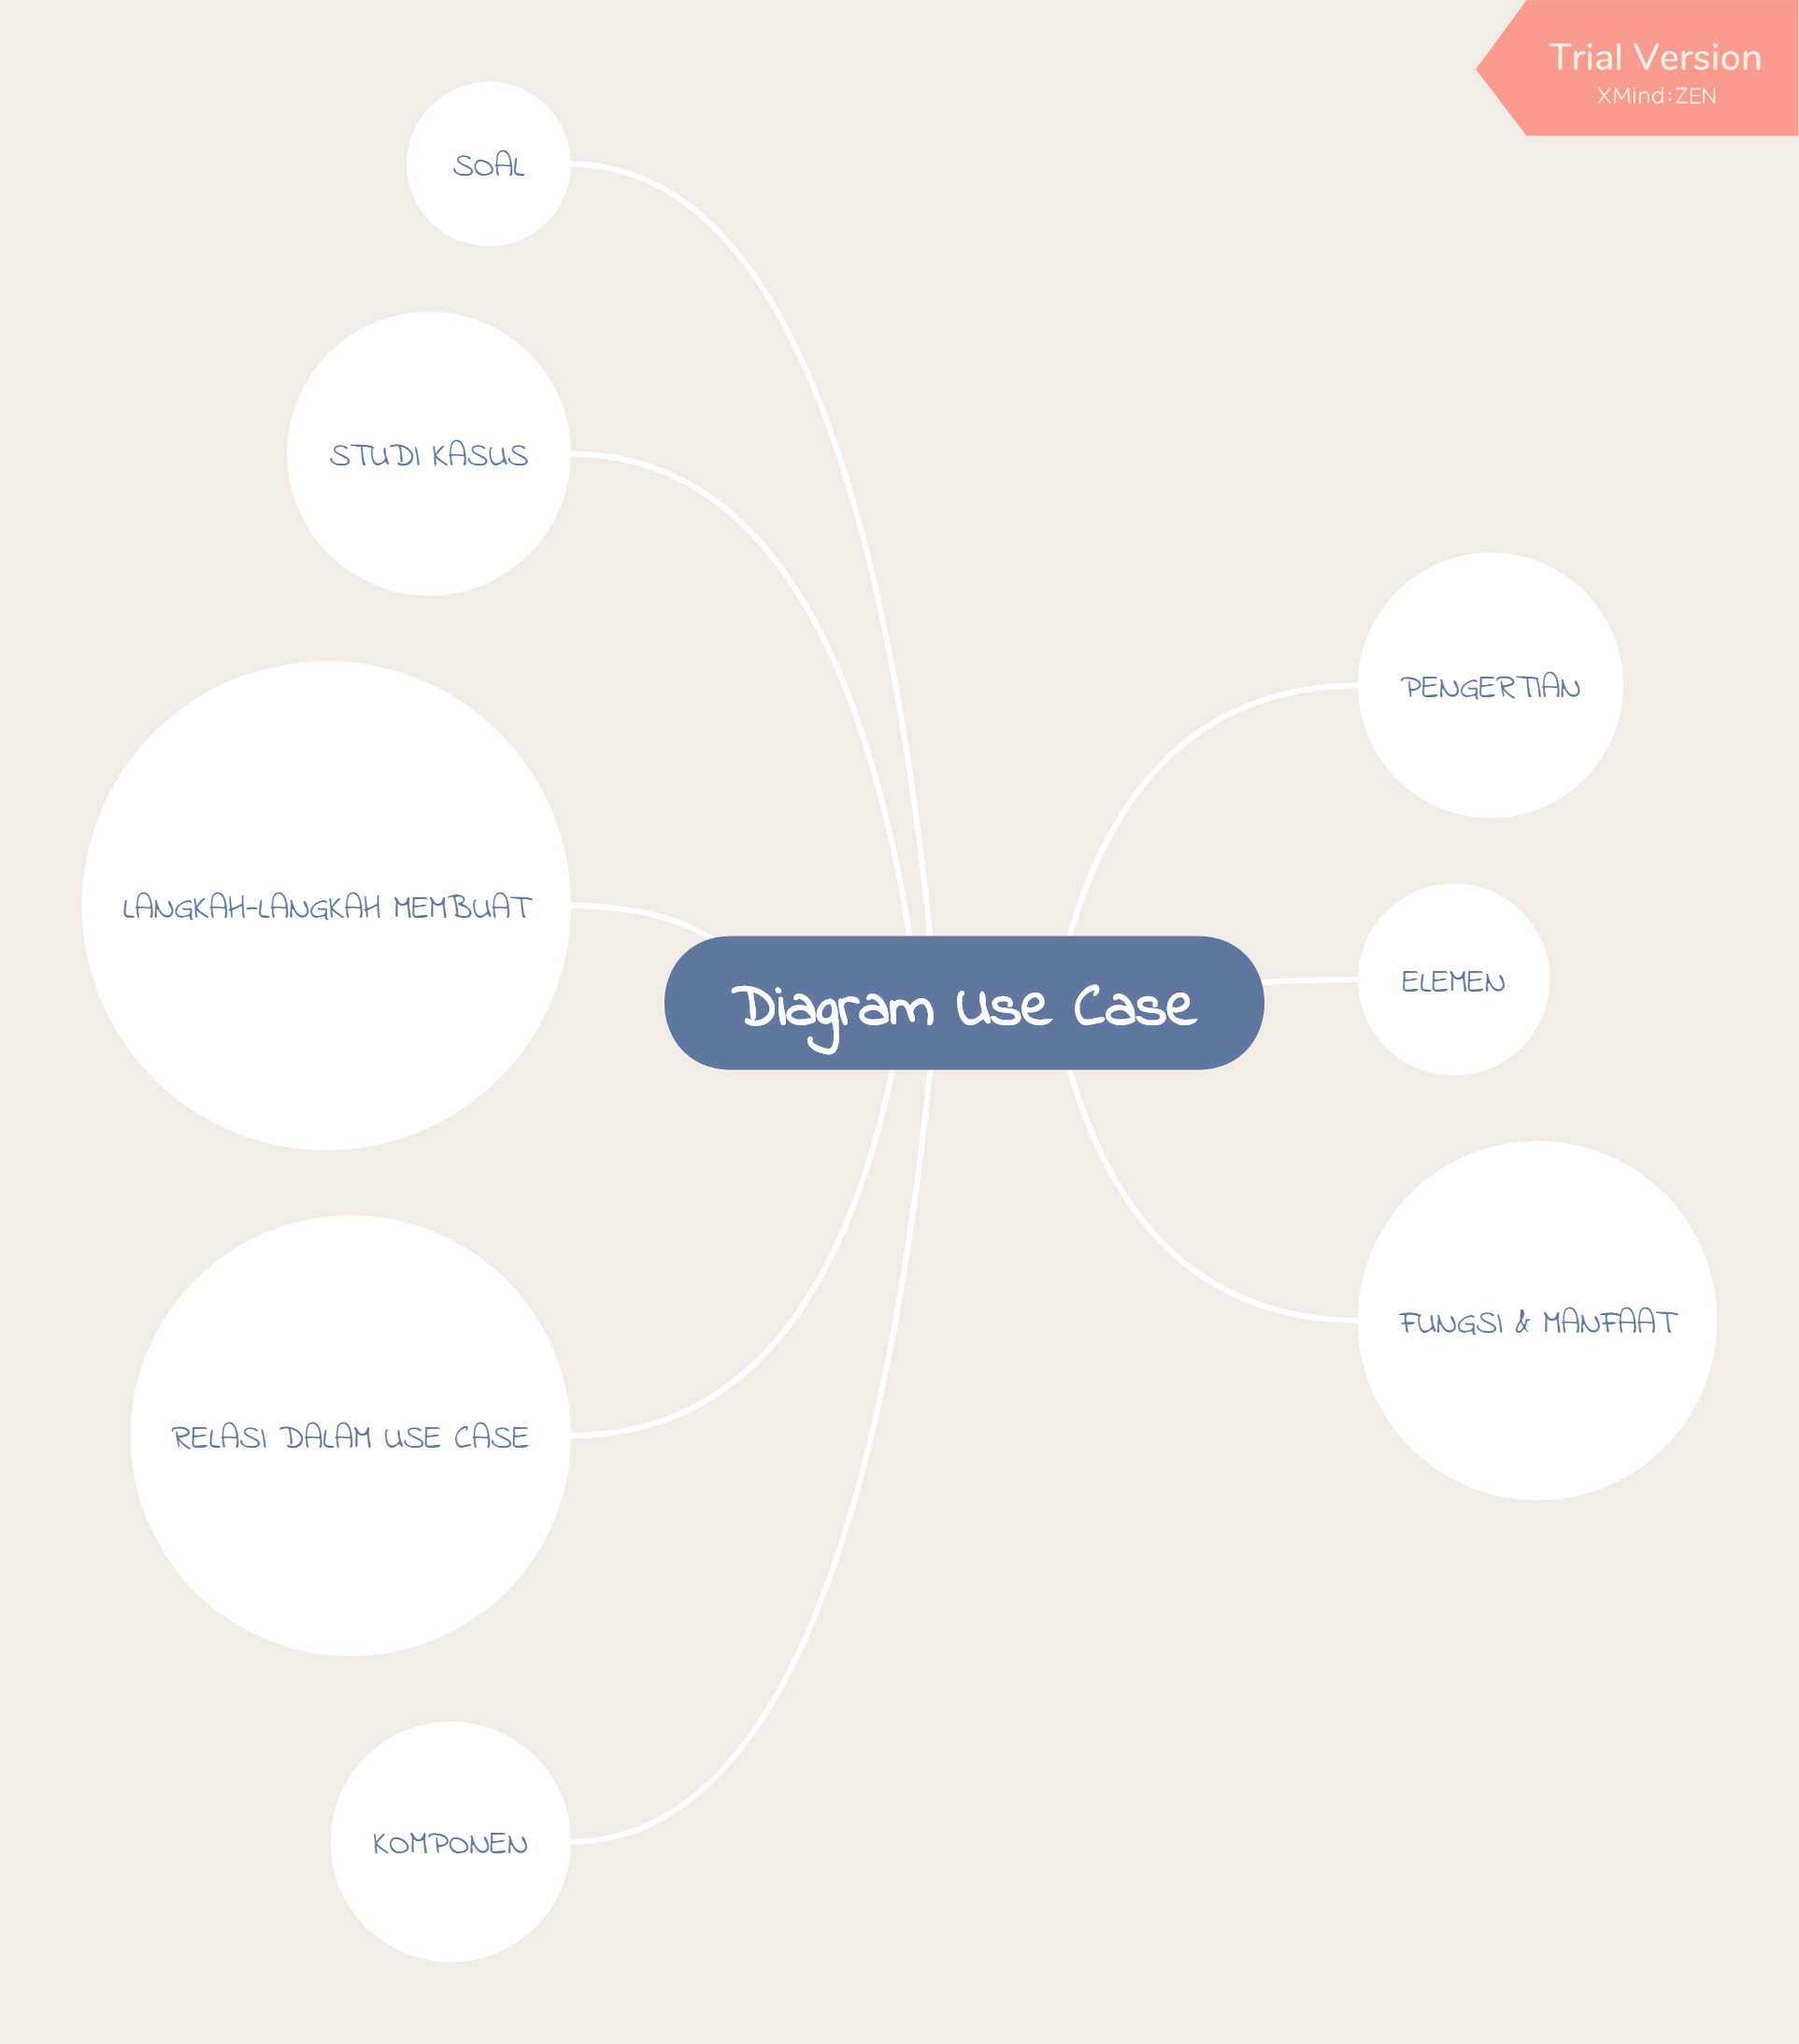 Trial Version
XMind:ZEN
SOAL
STUDI KASUS
LANGKAH-LANGKAH MEMBUAT
RELASI DALAM USE CASE
KOMPONEN
Diagram Use Case
PENGERTIAN
ELEMEN
FUNGSI & MANFAAT